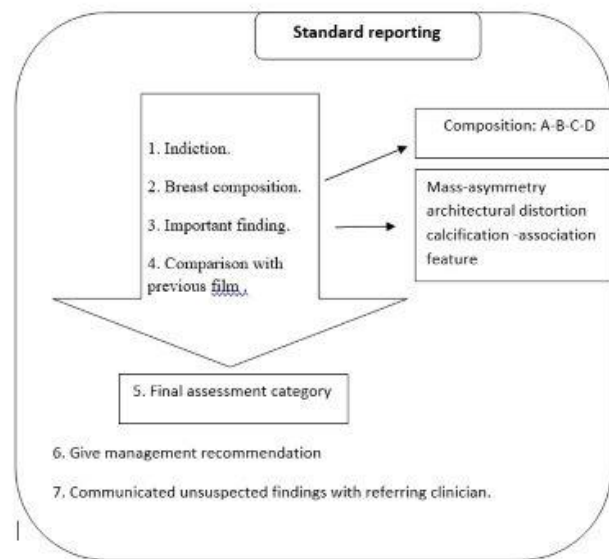 Standard reporting
1. Indiction.
2. Breast composition.
3. Important finding.
4. Comparison with
previous film .
Composition: A-B-C-D
Mass-asymmetry
architectural distortion
calcification -association
feature
5. Final assessment category
6. Give management recommendation
7. Communicated unsuspected findings with referring clinician.